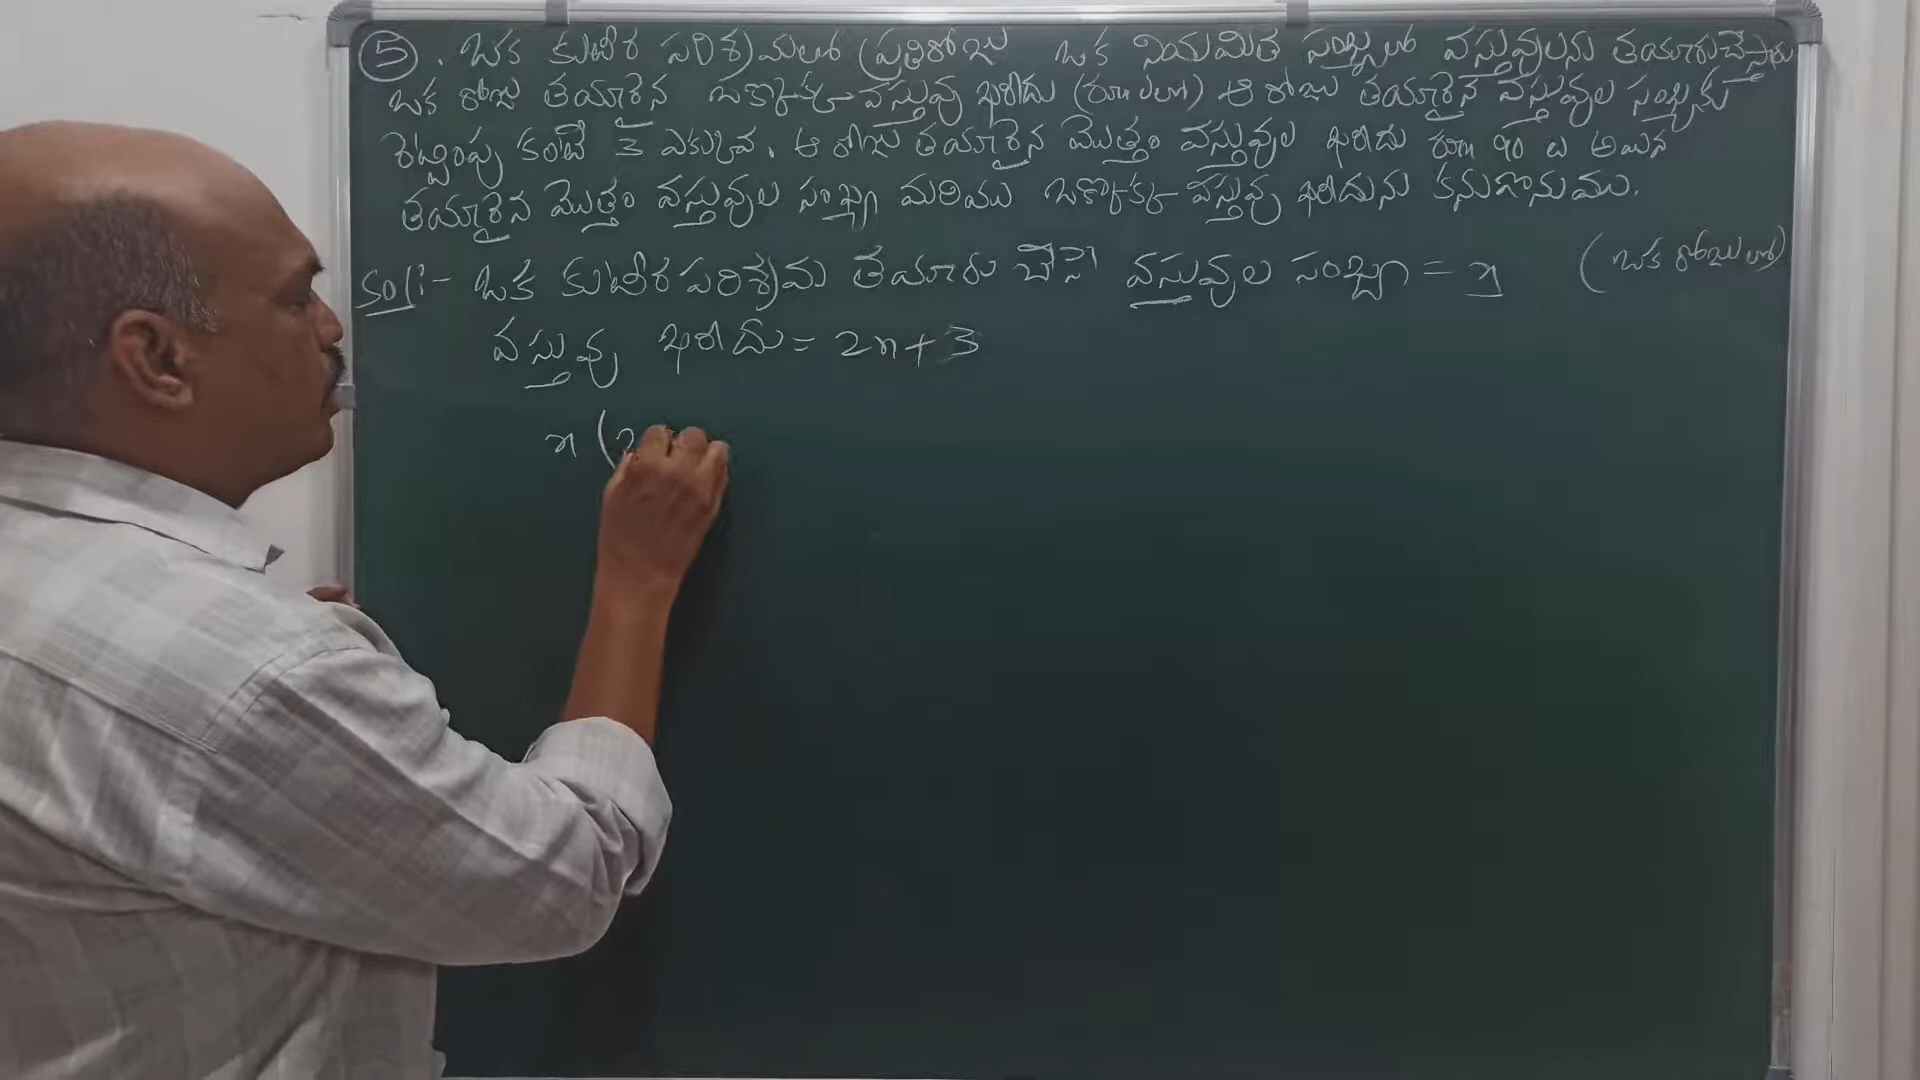 5. ఒక కుటీర పరిశ్రమలో ప్రతిరోజు ఒక నియమిత సంఖ్యలో వస్తువులను తయారుచేస్తారు
ఒక రోజు తయారైన ఒక్కొక్క వస్తువు ఖరీదు (రూ॥లలో) ఆ రోజు తయారైన వస్తువుల సంఖ్యకు
రెట్టింపు కంటే 3 ఎక్కువ. ఆ రోజు తయారైన మొత్తం వస్తువుల ఖరీదు రూ॥ 90 లు అయిన
తయారైన మొత్తం వస్తువుల సంఖ్య మరియు ఒక్కొక్క వస్తువు ఖరీదును కనుగొనుము.
Sol:- ఒక కుటీర పరిశ్రమ తయారు చేసే వస్తువుల సంఖ్యా = x (ఒక రోజులో)
వస్తువు ఖరీదు = 2x + 3
x (2